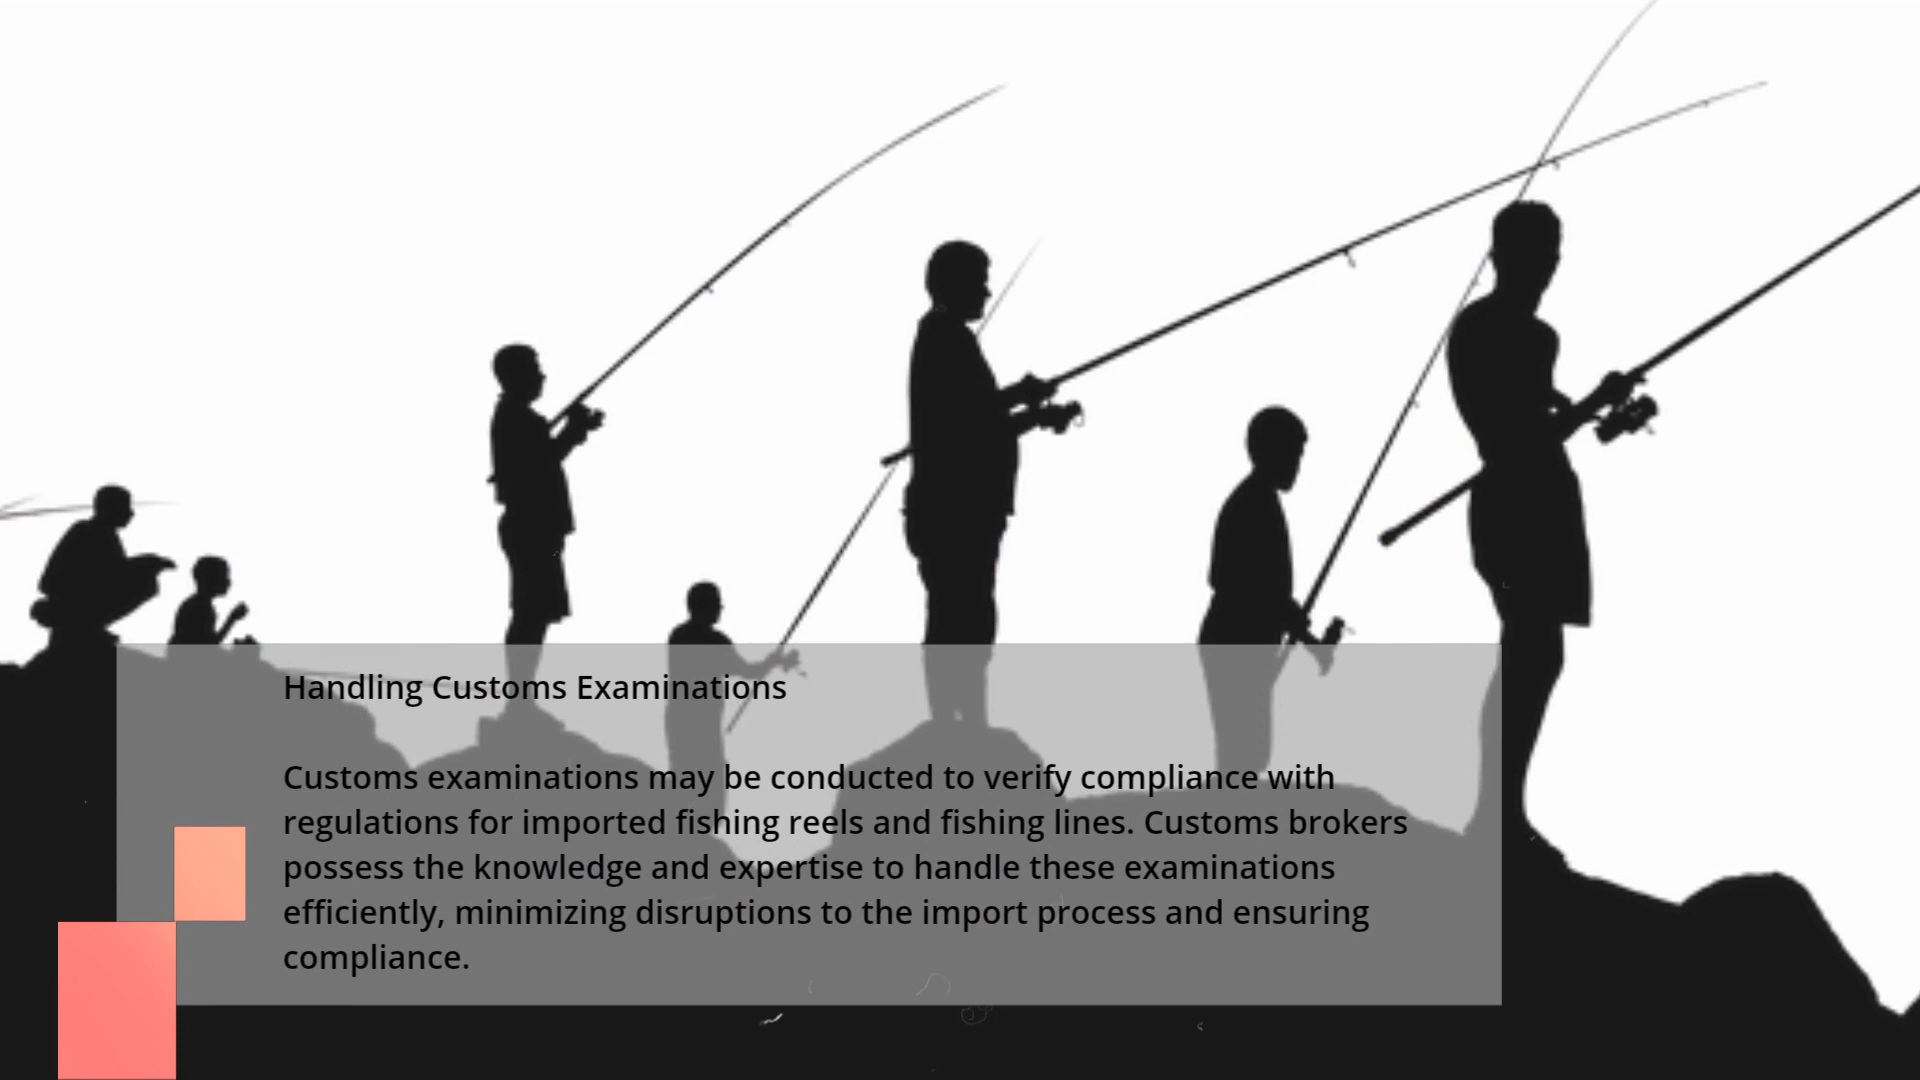 Handling Customs Examinations
Customs examinations may be conducted to verify compliance with
regulations for imported fishing reels and fishing lines. Customs brokers
possess the knowledge and expertise to handle these examinations
efficiently, minimizing disruptions to the import process and ensuring
compliance.